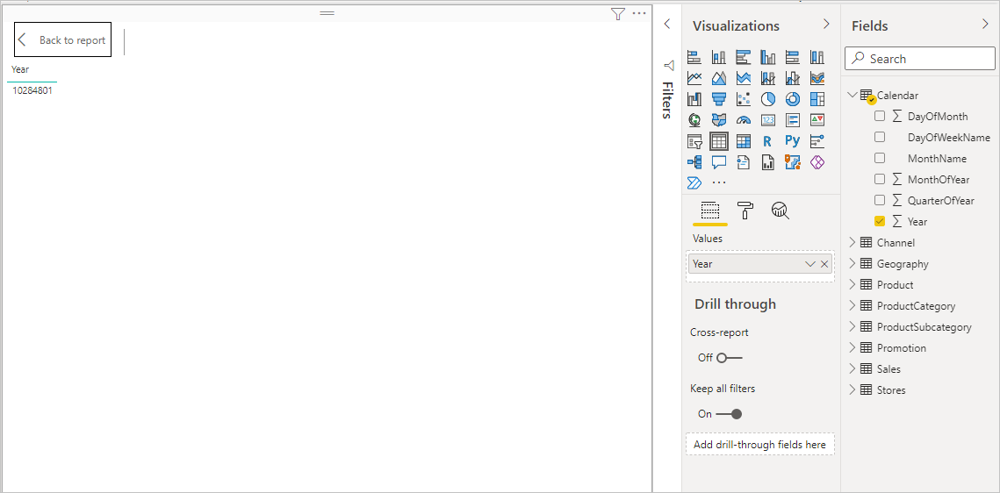 Back to report
Year
10284801
Filters
Visualizations
123
R
Py
...
Values
Year
Drill through
Cross-report
Off
Keep all filters
On
Add drill-through fields here
Fields
Search
Calendar
∑ DayOfMonth
DayOfWeekName
MonthName
∑ MonthOfYear
∑ QuarterOfYear
∑ Year
Channel
Geography
Product
ProductCategory
ProductSubcategory
Promotion
Sales
Stores